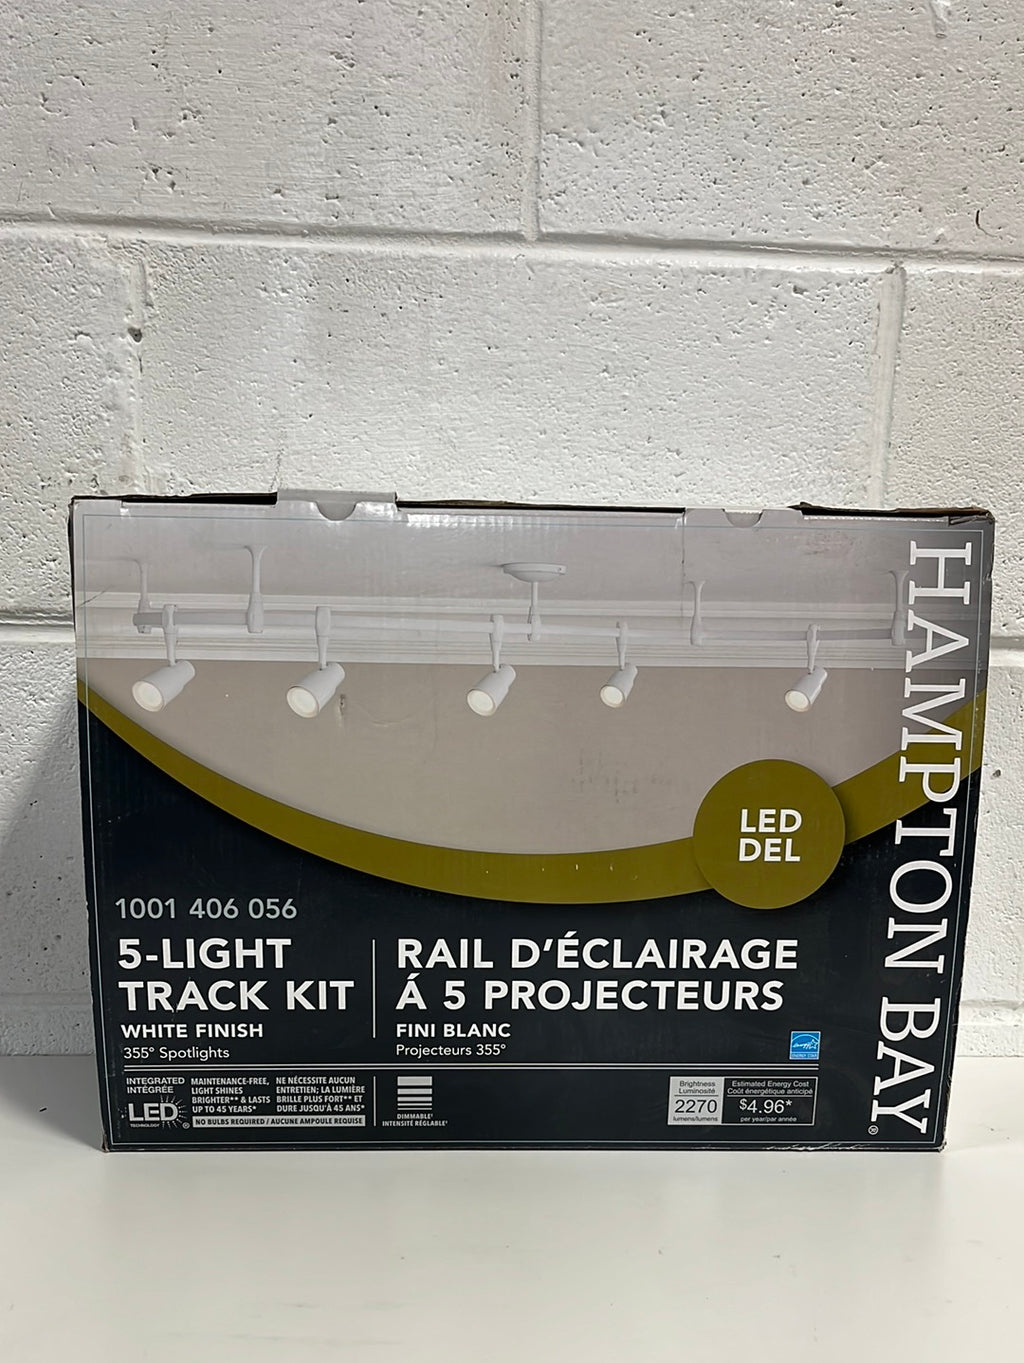 HAMPTON BAY®
LED
DEL
1001 406 056
5-LIGHT
TRACK KIT
WHITE FINISH
355° Spotlights
RAIL D'ÉCLAIRAGE
Á 5 PROJECTEURS
FINI BLANC
Projecteurs 355°
INTEGRATED
INTÉGRÉE
LED
TECHNOLOGY
®
MAINTENANCE-FREE,
LIGHT SHINES
BRIGHTER** & LASTS
UP TO 45 YEARS*
NE NÉCESSITE AUCUN
ENTRETIEN; LA LUMIÈRE
BRILLE PLUS FORT** ET
DURE JUSQU'À 45 ANS*
NO BULBS REQUIRED / AUCUNE AMPOULE REQUISE
DIMMABLE†
INTENSITÉ RÉGLABLE†
ENERGY STAR
Brightness
Luminosité
2270
lumens/lumens
Estimated Energy Cost
Coût énergétique anticipé
$4.96*
per year/par année